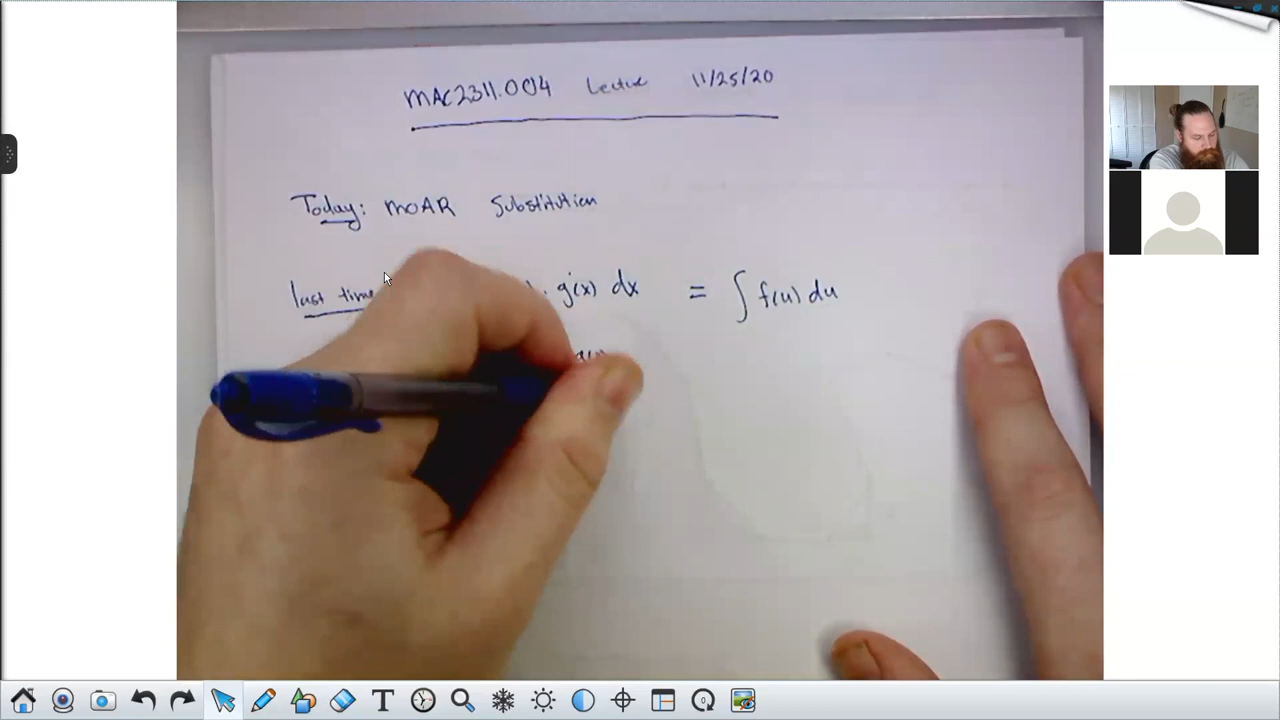 MAC2311.004 Lecture 11/25/20
Today: MOAR Substitution
last time g'(x) dx = ∫ f(u) du
g(x)
T